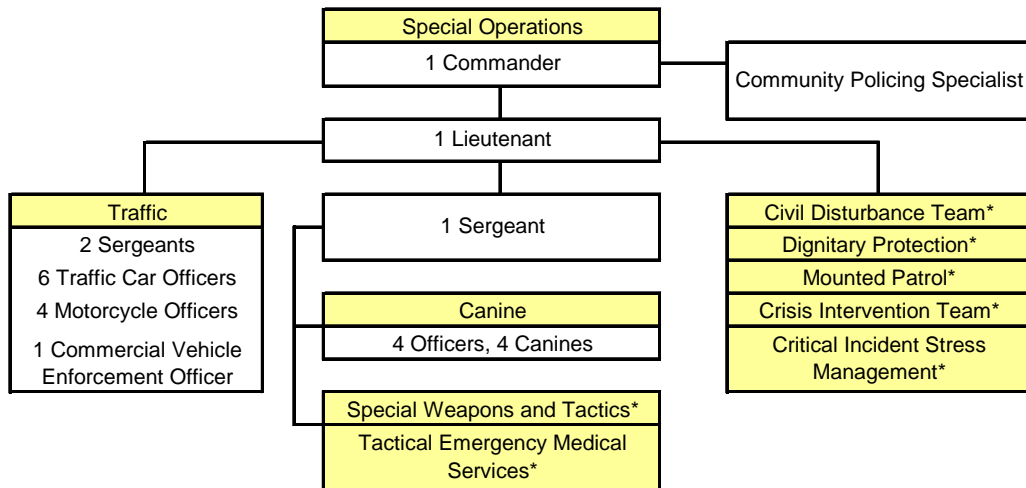 Special Operations
1 Commander
Community Policing Specialist
1 Lieutenant
Traffic
2 Sergeants
6 Traffic Car Officers
4 Motorcycle Officers
1 Commercial Vehicle
Enforcement Officer
1 Sergeant
Canine
4 Officers, 4 Canines
Special Weapons and Tactics*
Tactical Emergency Medical
Services*
Civil Disturbance Team*
Dignitary Protection*
Mounted Patrol*
Crisis Intervention Team*
Critical Incident Stress
Management*